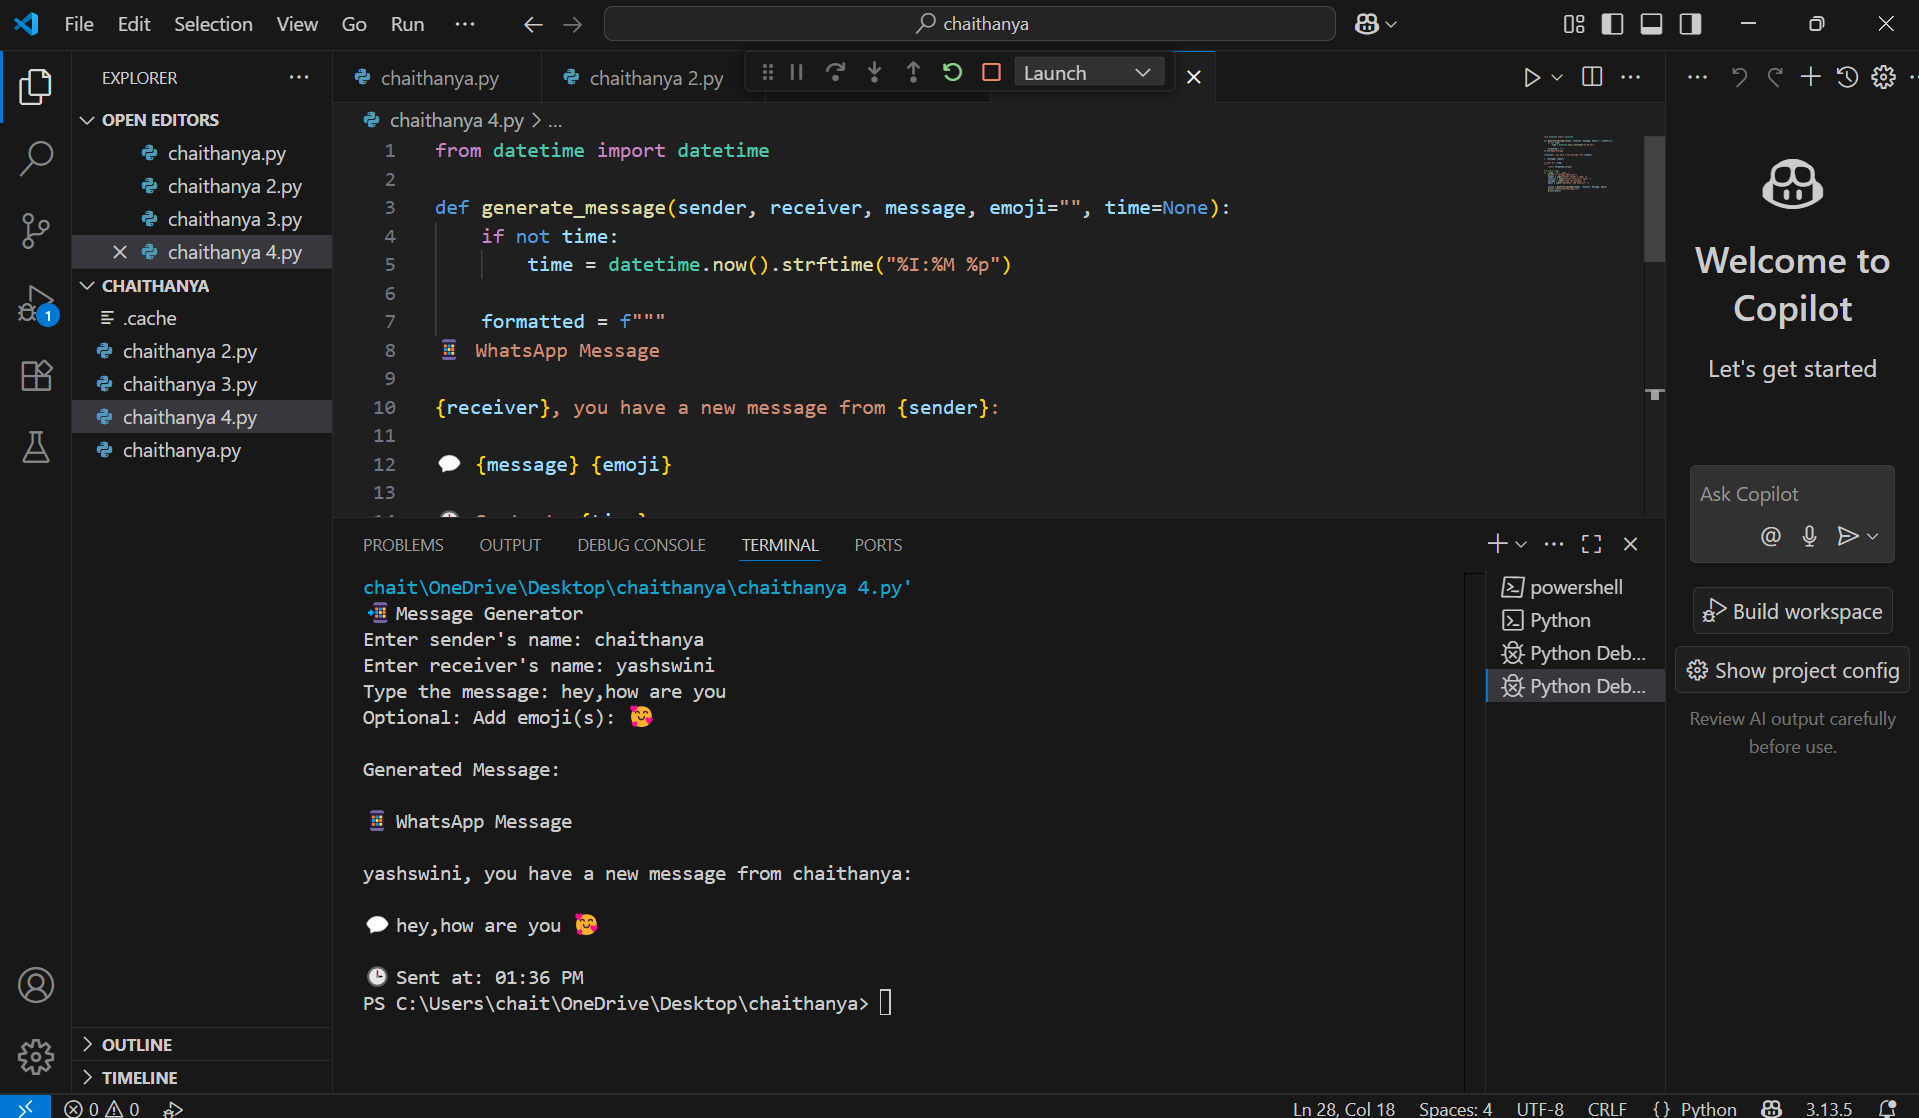 File Edit Selection View Go Run ...
chaithanya
EXPLORER
OPEN EDITORS
chaithanya.py
chaithanya 2.py
chaithanya 3.py
chaithanya 4.py
CHAITHANYA
.cache
chaithanya 2.py
chaithanya 3.py
chaithanya 4.py
chaithanya.py
OUTLINE
TIMELINE
chaithanya.py
chaithanya 2.py
Launch
chaithanya 4.py > ...
1 from datetime import datetime
2
3 def generate_message(sender, receiver, message, emoji="", time=None):
4 if not time:
5 time = datetime.now().strftime("%I:%M %p")
6
7 formatted = f"""
8 📱 WhatsApp Message
9
10 {receiver}, you have a new message from {sender}:
11
12 💬 {message} {emoji}
13
PROBLEMS OUTPUT DEBUG CONSOLE TERMINAL PORTS
chait\OneDrive\Desktop\chaithanya\chaithanya 4.py'
📲 Message Generator
Enter sender's name: chaithanya
Enter receiver's name: yashswini
Type the message: hey,how are you
Optional: Add emoji(s): 🥰
Generated Message:
📱 WhatsApp Message
yashswini, you have a new message from chaithanya:
💬 hey,how are you 🥰
🕒 Sent at: 01:36 PM
PS C:\Users\chait\OneDrive\Desktop\chaithanya>
powershell
Python
Python Deb...
Python Deb...
Welcome to
Copilot
Let's get started
Ask Copilot
@
Build workspace
Show project config
Review AI output carefully
before use.
1
0 0
Ln 28, Col 18 Spaces: 4 UTF-8 CRLF {} Python 3.13.5